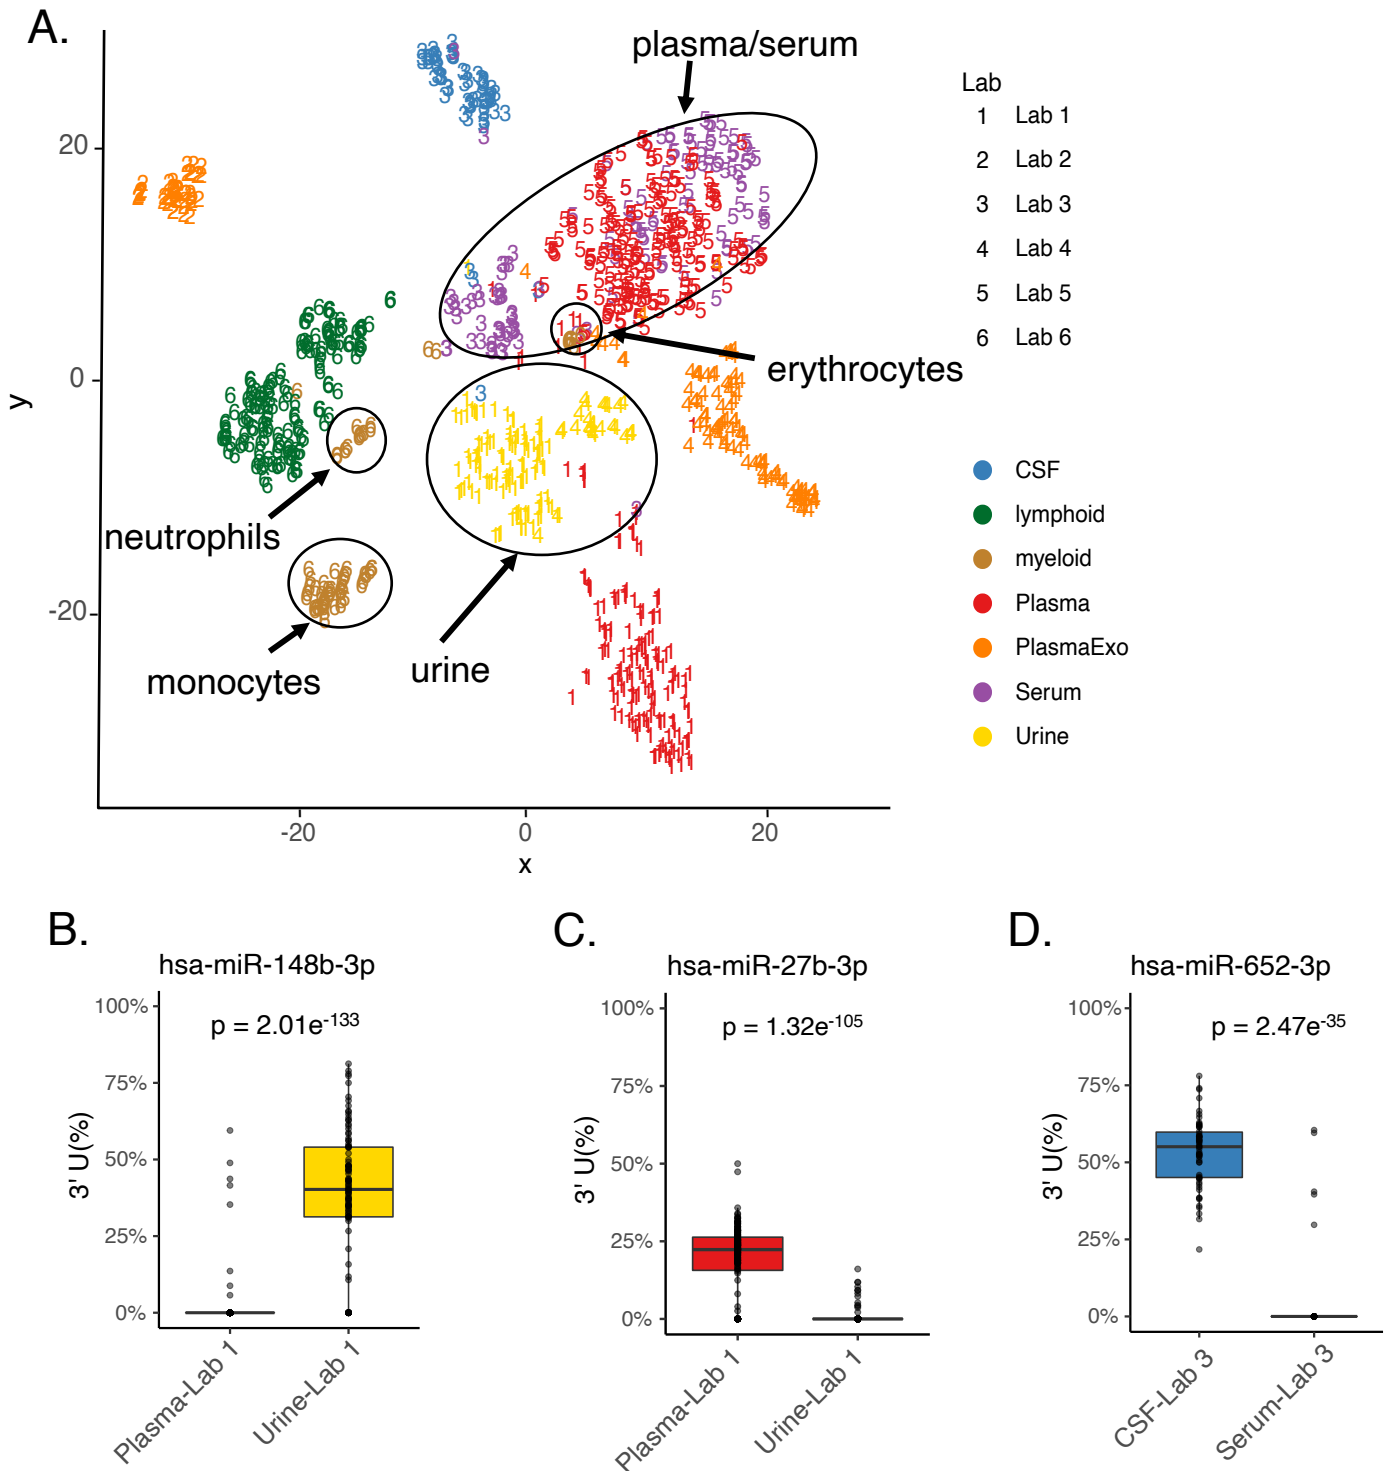 A.
plasma/serum
Lab
1 Lab 1
2 Lab 2
3 Lab 3
4 Lab 4
5 Lab 5
6 Lab 6
20
0
-20
y
erythrocytes
neutrophils
monocytes
urine
CSF
lymphoid
myeloid
Plasma
PlasmaExo
Serum
Urine
-20 0 20
x
B.
hsa-miR-148b-3p
p = 2.01e-133
100%
75%
50%
25%
0%
3' U(%)
Plasma-Lab 1
Urine-Lab 1
C.
hsa-miR-27b-3p
p = 1.32e-105
100%
75%
50%
25%
0%
3' U(%)
Plasma-Lab 1
Urine-Lab 1
D.
hsa-miR-652-3p
p = 2.47e-35
100%
75%
50%
25%
0%
3' U(%)
CSF-Lab 3
Serum-Lab 3